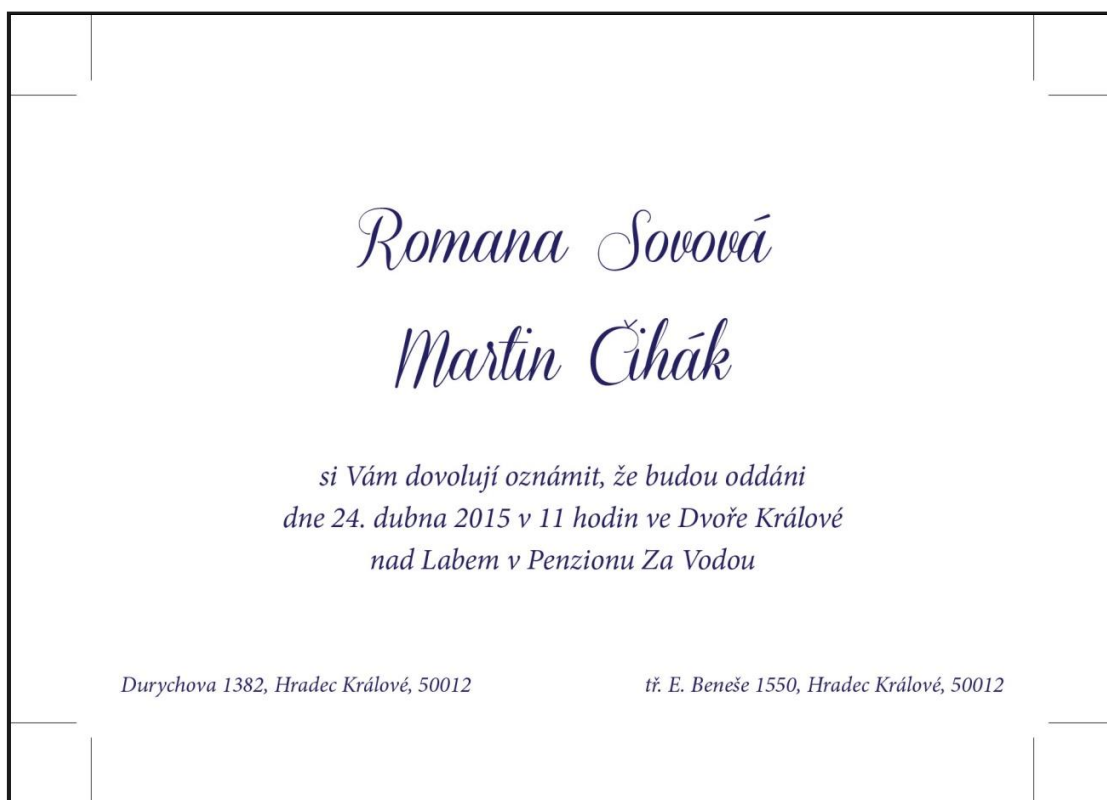 Romana Sovová
Martin Čihák
si Vám dovolují oznámit, že budou oddáni
dne 24. dubna 2015 v 11 hodin ve Dvoře Králové
nad Labem v Penzionu Za Vodou
Durychova 1382, Hradec Králové, 50012
tř. E. Beneše 1550, Hradec Králové, 50012